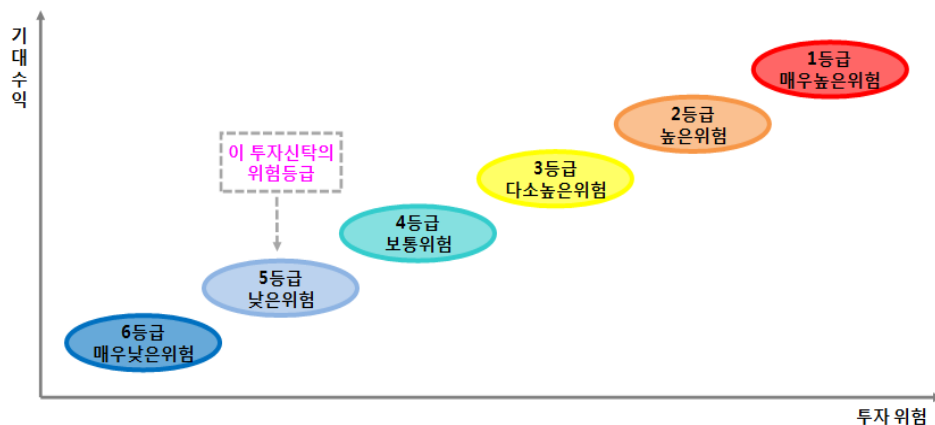 기대수익
1등급
매우높은위험
2등급
높은위험
이 투자신탁의
위험등급
3등급
다소높은위험
4등급
보통위험
5등급
낮은위험
6등급
매우낮은위험
투자 위험